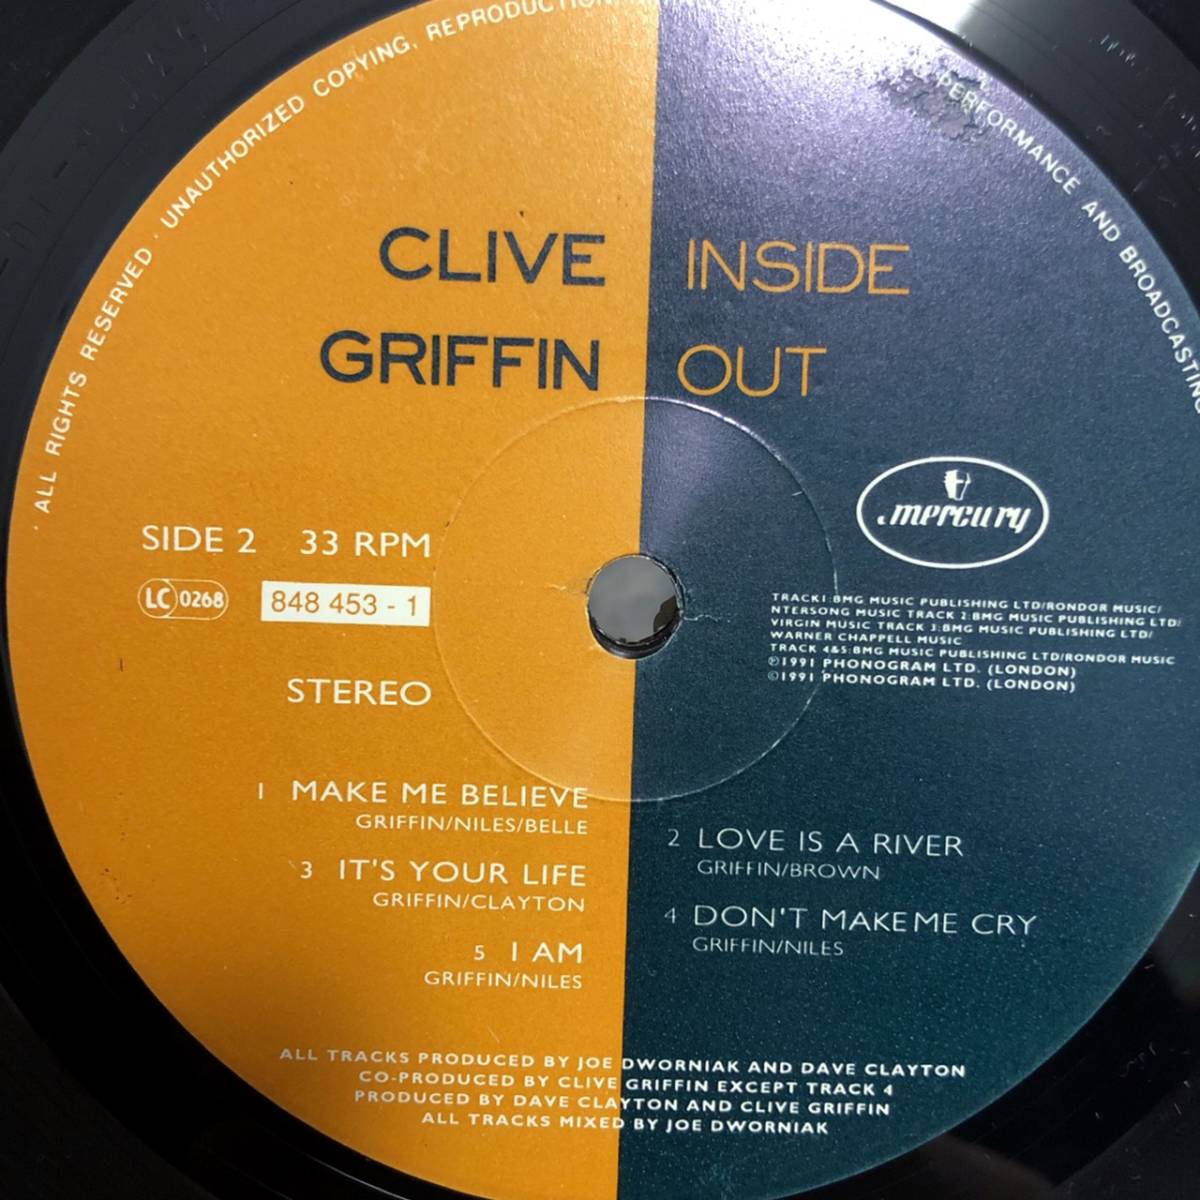 · ALL RIGHTS RESERVED · UNAUTHORIZED COPYING, REPRODUCTION
PERFORMANCE AND BROADCASTING
CLIVE INSIDE
GRIFFIN OUT
mercury
SIDE 2 33 RPM
LC 0268 848 453 - 1
STEREO
TRACK1:BMG MUSIC PUBLISHING LTD/RONDOR MUSIC/
NTERSONG MUSIC TRACK 2:BMG MUSIC PUBLISHING LTD/
VIRGIN MUSIC TRACK 3:BMG MUSIC PUBLISHING LTD/
WARNER CHAPPELL MUSIC
TRACK 4&5:BMG MUSIC PUBLISHING LTD/RONDOR MUSIC
℗1991 PHONOGRAM LTD. (LONDON)
©1991 PHONOGRAM LTD. (LONDON)
1 MAKE ME BELIEVE
GRIFFIN/NILES/BELLE
2 LOVE IS A RIVER
GRIFFIN/BROWN
3 IT'S YOUR LIFE
GRIFFIN/CLAYTON
4 DON'T MAKE ME CRY
GRIFFIN/NILES
5 I AM
GRIFFIN/NILES
ALL TRACKS PRODUCED BY JOE DWORNIAK AND DAVE CLAYTON
CO-PRODUCED BY CLIVE GRIFFIN EXCEPT TRACK 4
PRODUCED BY DAVE CLAYTON AND CLIVE GRIFFIN
ALL TRACKS MIXED BY JOE DWORNIAK